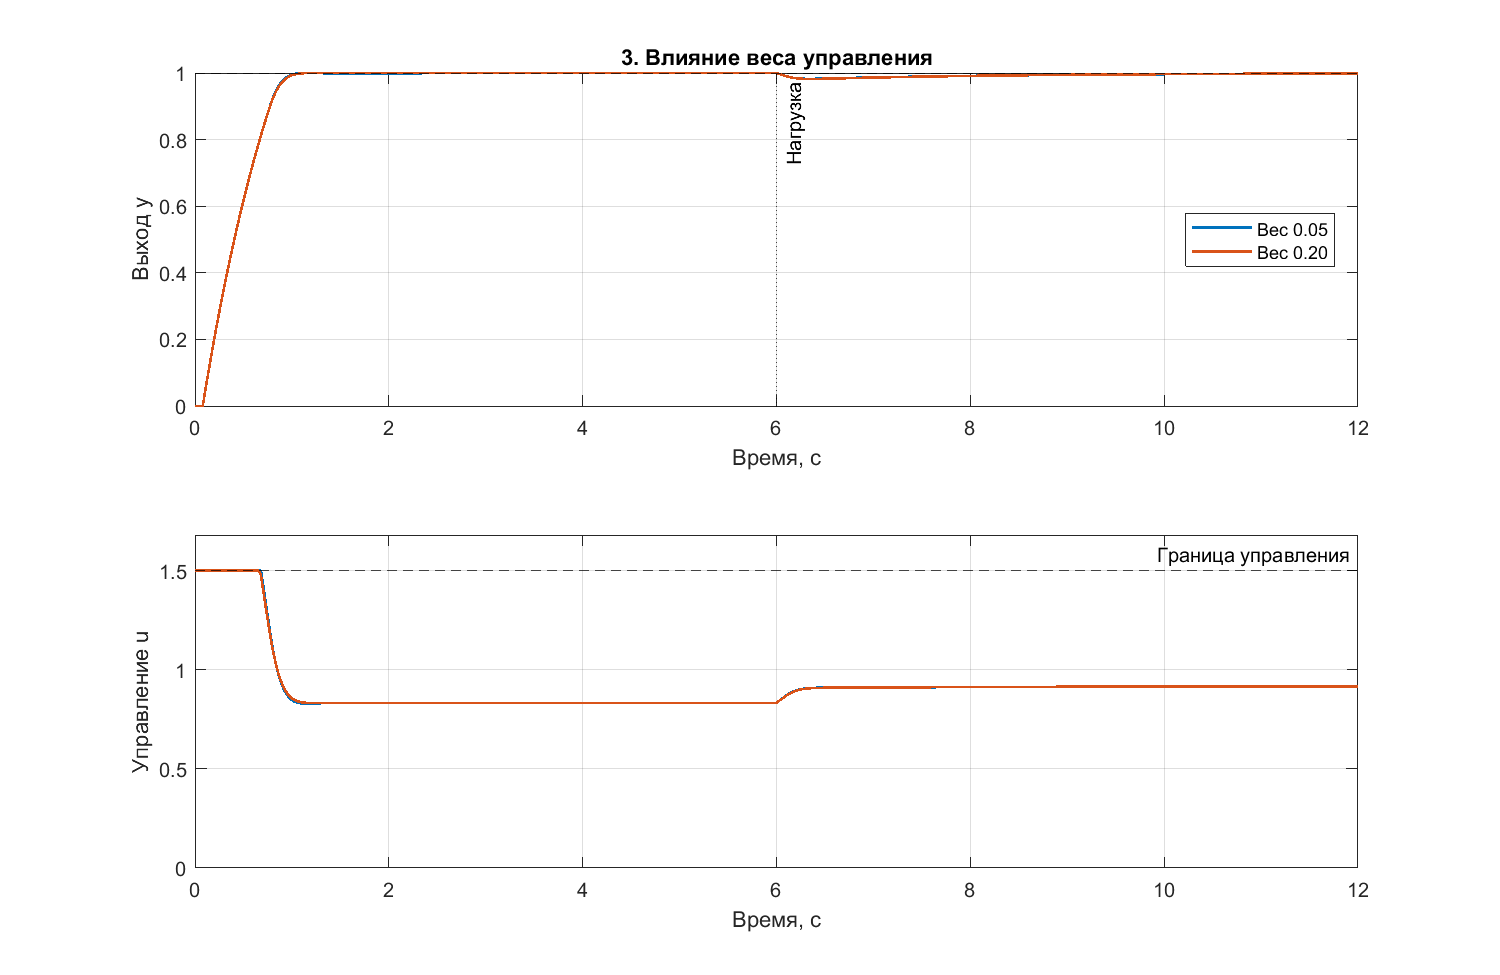 3. Влияние веса управления
1
0.8
0.6
0.4
0.2
0
Выход y
Нагрузка
Вес 0.05
Вес 0.20
0 2 4 6 8 10 12
Время, с
Граница управления
1.5
1
0.5
0
Управление u
0 2 4 6 8 10 12
Время, с